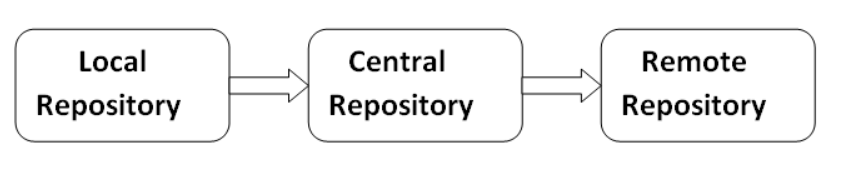 Local
Repository
Central
Repository
Remote
Repository